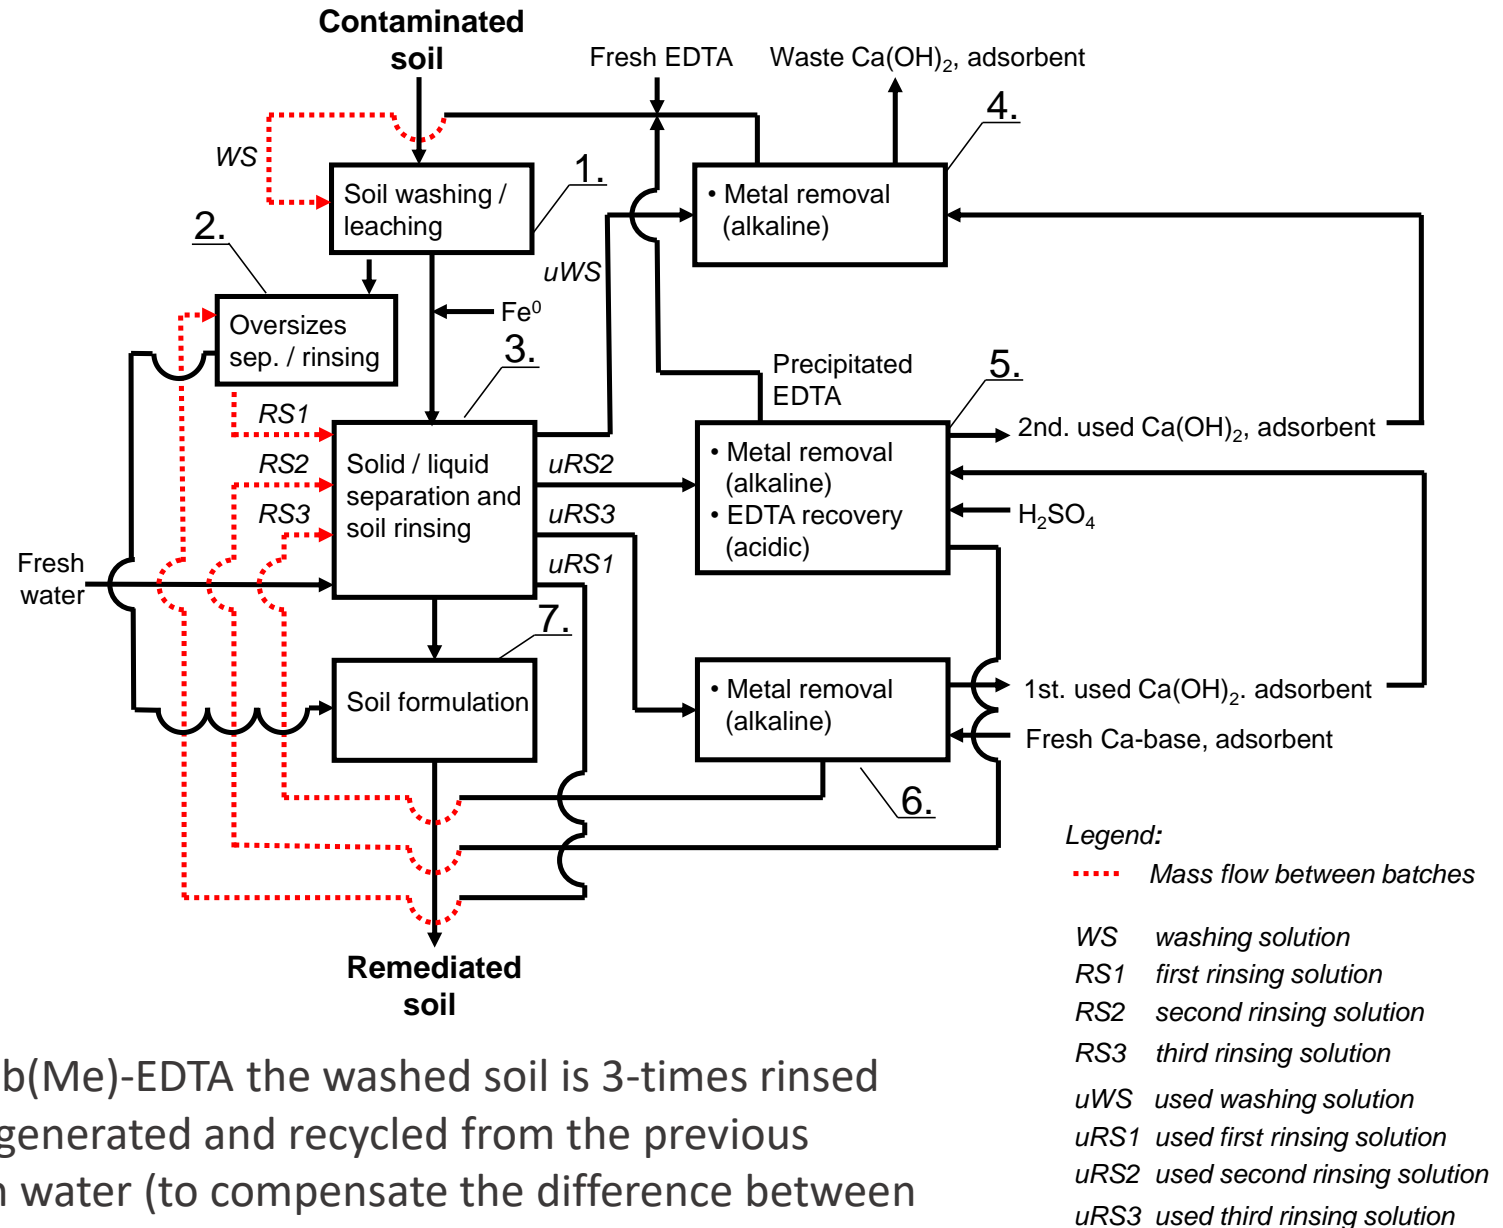 Contaminated
soil
Fresh EDTA
Waste Ca(OH)₂, adsorbent
4.
WS
1.
Soil washing /
leaching
• Metal removal
(alkaline)
2.
uWS
Fe⁰
Oversizes
sep. / rinsing
3.
Precipitated
EDTA
5.
RS1
2nd. used Ca(OH)₂, adsorbent
RS2
Solid / liquid
separation and
soil rinsing
uRS2
• Metal removal
(alkaline)
• EDTA recovery
(acidic)
RS3
uRS3
H₂SO₄
Fresh
water
uRS1
7.
Soil formulation
• Metal removal
(alkaline)
1st. used Ca(OH)₂. adsorbent
Fresh Ca-base, adsorbent
6.
Legend:
Mass flow between batches
WS washing solution
RS1 first rinsing solution
RS2 second rinsing solution
RS3 third rinsing solution
uWS used washing solution
uRS1 used first rinsing solution
uRS2 used second rinsing solution
uRS3 used third rinsing solution
Remediated
soil
b(Me)-EDTA the washed soil is 3-times rinsed
generated and recycled from the previous
water (to compensate the difference between